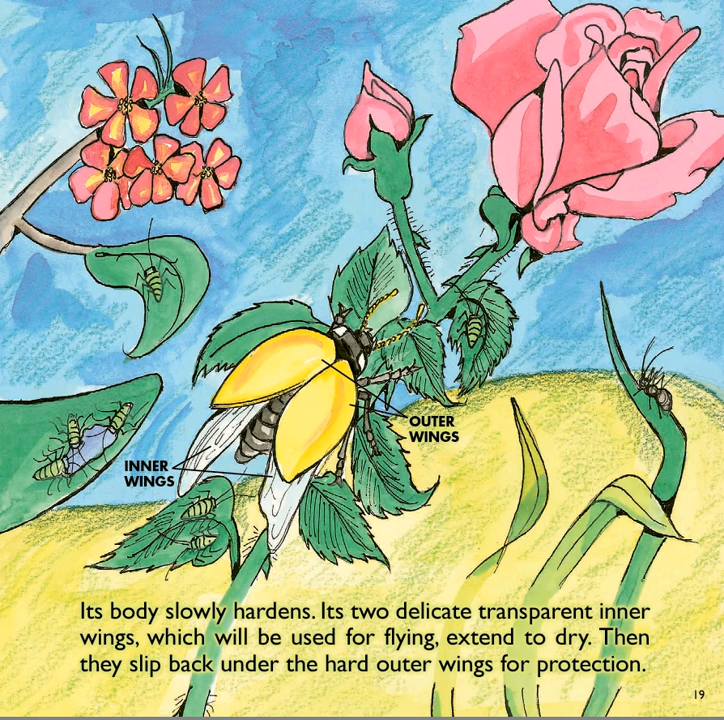 OUTER
WINGS
INNER
WINGS
Its body slowly hardens. Its two delicate transparent inner
wings, which will be used for flying, extend to dry. Then
they slip back under the hard outer wings for protection.
19